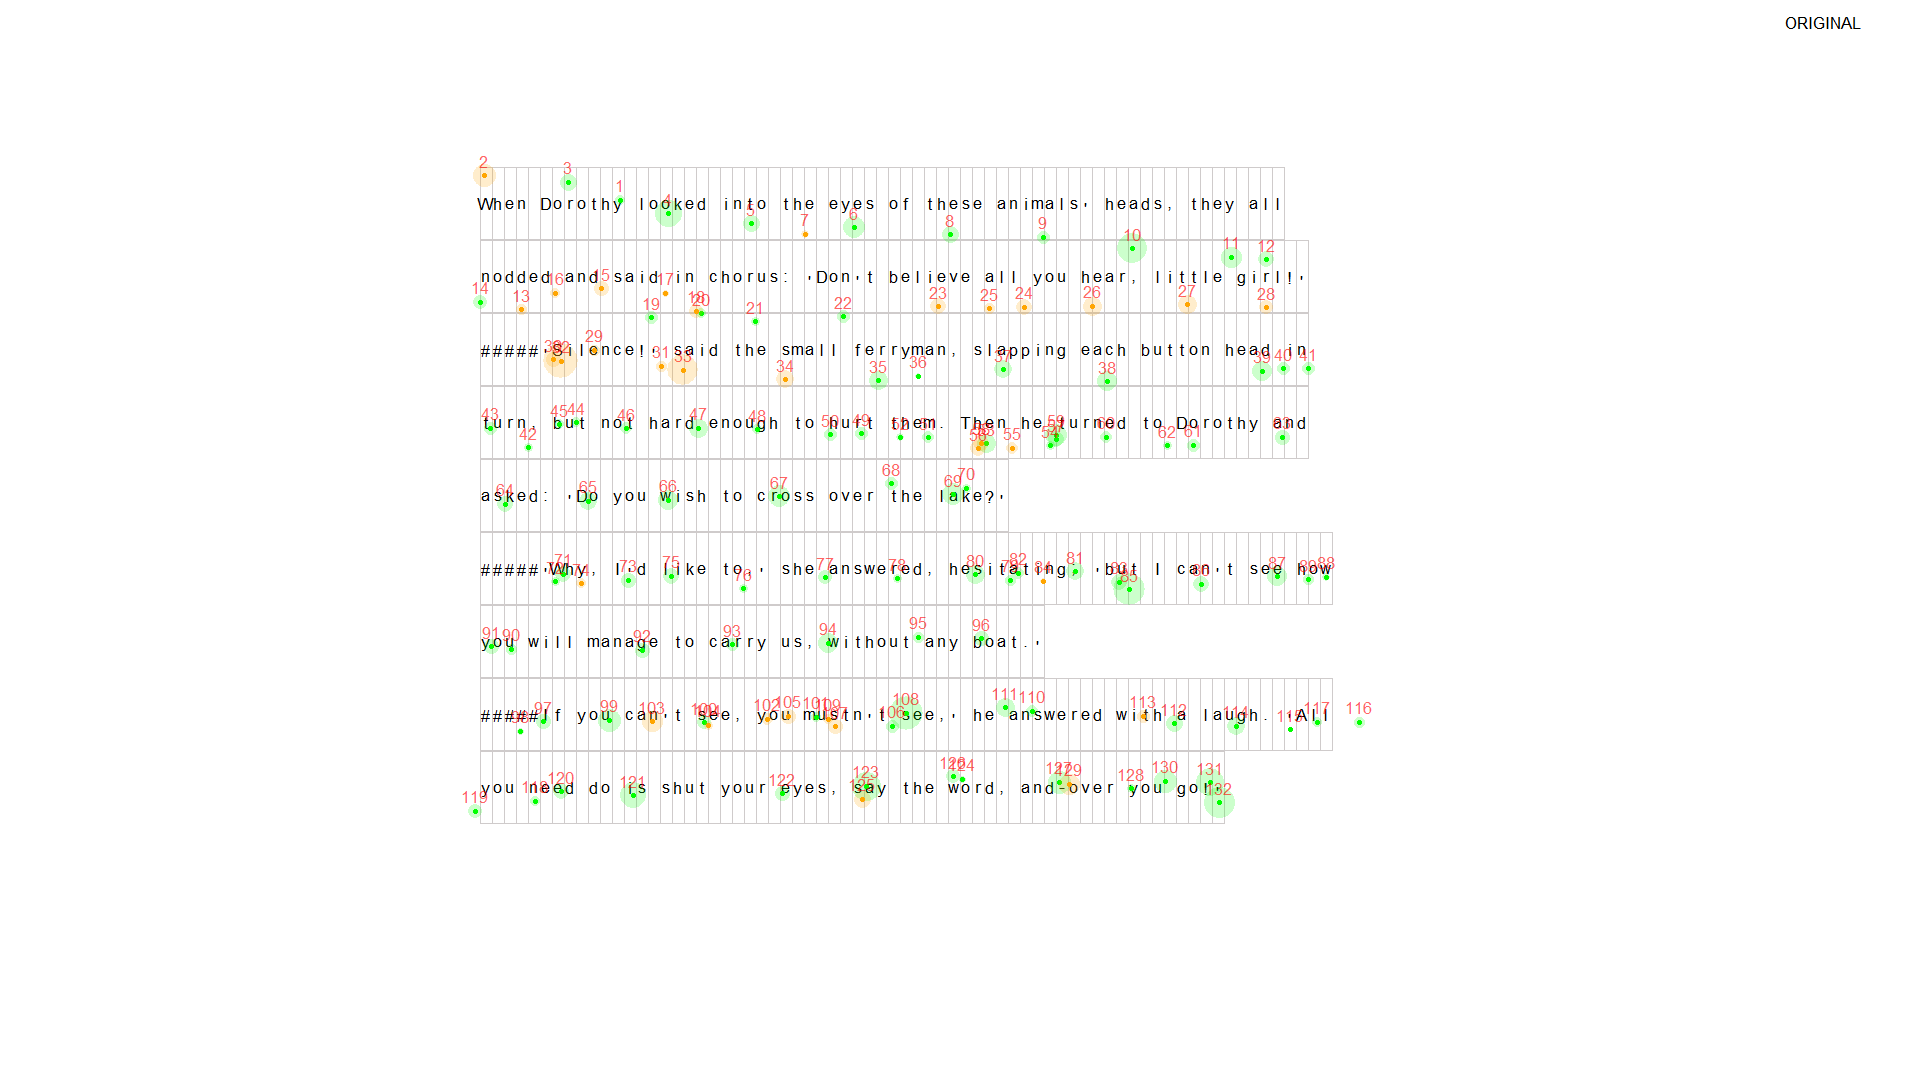 ORIGINAL
When Dorothy looked into the eyes of these animals' heads, they all
nodded and said in chorus: 'Don't believe all you hear, little girl!'
#####'Silence!' said the small ferryman, slapping each button head in
turn, but not hard enough to hurt them. Then he turned to Dorothy and
asked: 'Do you wish to cross over the lake?'
#####'Why, I'd like to,' she answered, hesitating, 'but I can't see how
you will manage to carry us, without any boat.'
#####If you can't see, you mustn't see,' he answered with a laugh. 'All
you need do is shut your eyes, say the word, and-over you go!'